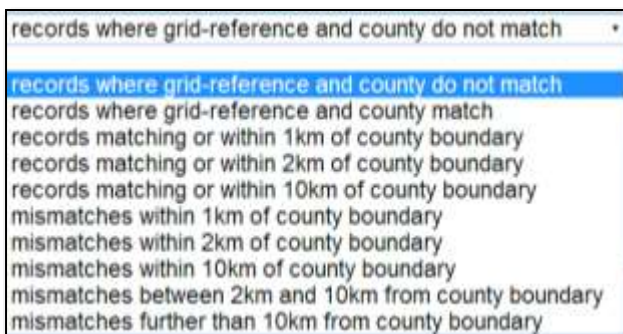 records where grid-reference and county do not match
records where grid-reference and county do not match
records where grid-reference and county match
records matching or within 1km of county boundary
records matching or within 2km of county boundary
records matching or within 10km of county boundary
mismatches within 1km of county boundary
mismatches within 2km of county boundary
mismatches within 10km of county boundary
mismatches between 2km and 10km from county boundary
mismatches further than 10km from county boundary